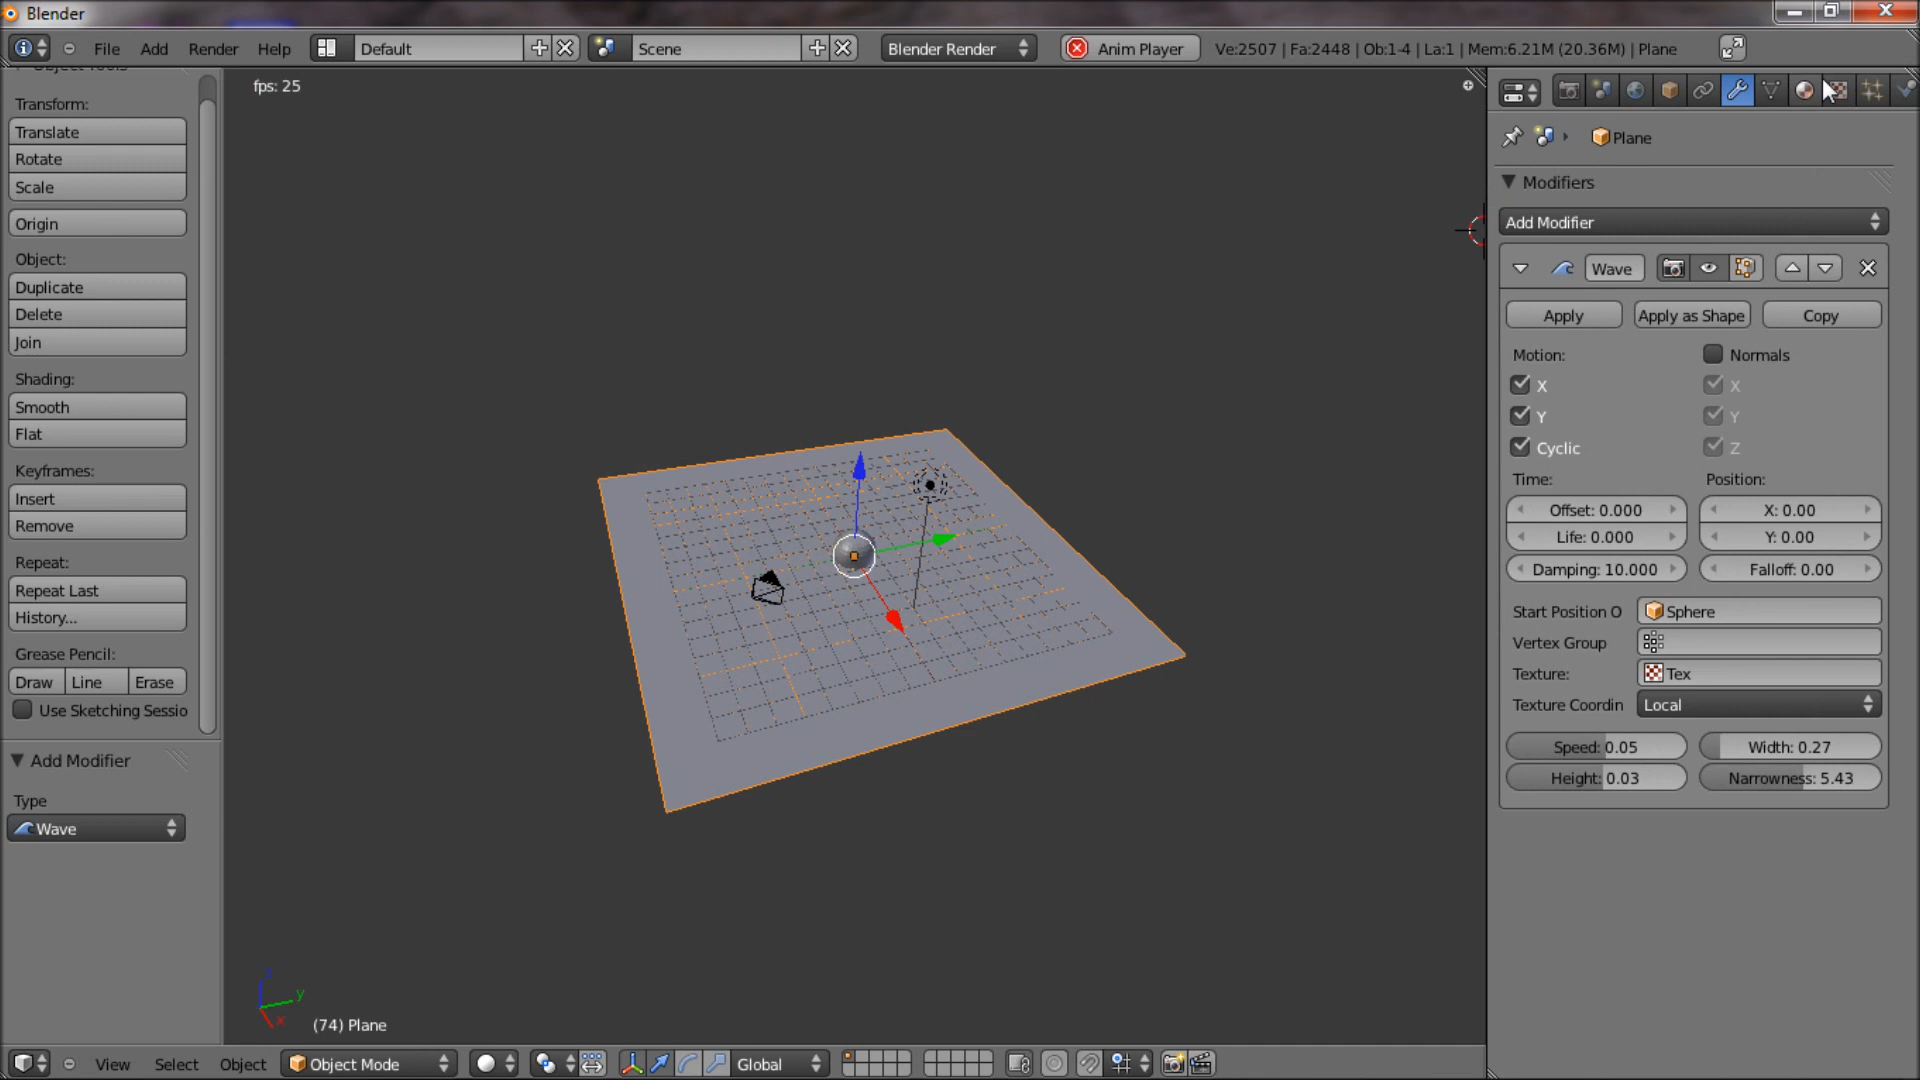 Blender
File Add Render Help Default Scene Blender Render Anim Player Ve:2507 | Fa:2448 | Ob:1-4 | La:1 | Mem:6.21M (20.36M) | Plane
fps: 25
Transform:
Translate
Rotate
Scale
Origin
Object:
Duplicate
Delete
Join
Shading:
Smooth
Flat
Keyframes:
Insert
Remove
Repeat:
Repeat Last
History...
Grease Pencil:
Draw Line Erase
Use Sketching Sessio
Add Modifier
Type
Wave
z
y
x
(74) Plane
View Select Object Object Mode Global
Plane
Modifiers
Add Modifier
Wave
Apply Apply as Shape Copy
Motion: Normals
X X
Y Y
Cyclic Z
Time: Position:
Offset: 0.000 X: 0.00
Life: 0.000 Y: 0.00
Damping: 10.000 Falloff: 0.00
Start Position O Sphere
Vertex Group
Texture: Tex
Texture Coordin Local
Speed: 0.05 Width: 0.27
Height: 0.03 Narrowness: 5.43